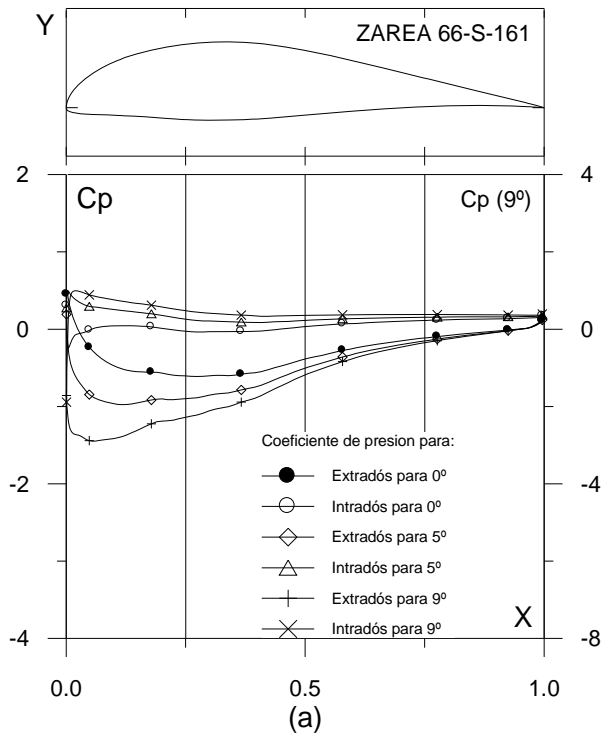 Y
ZAREA 66-S-161
2
4
Cp
Cp (9º)
0
0
Coeficiente de presion para:
Extradós para 0º
-2
-4
Intradós para 0º
Extradós para 5º
Intradós para 5º
Extradós para 9º
Intradós para 9º
X
-4
-8
0.0
0.5
1.0
(a)